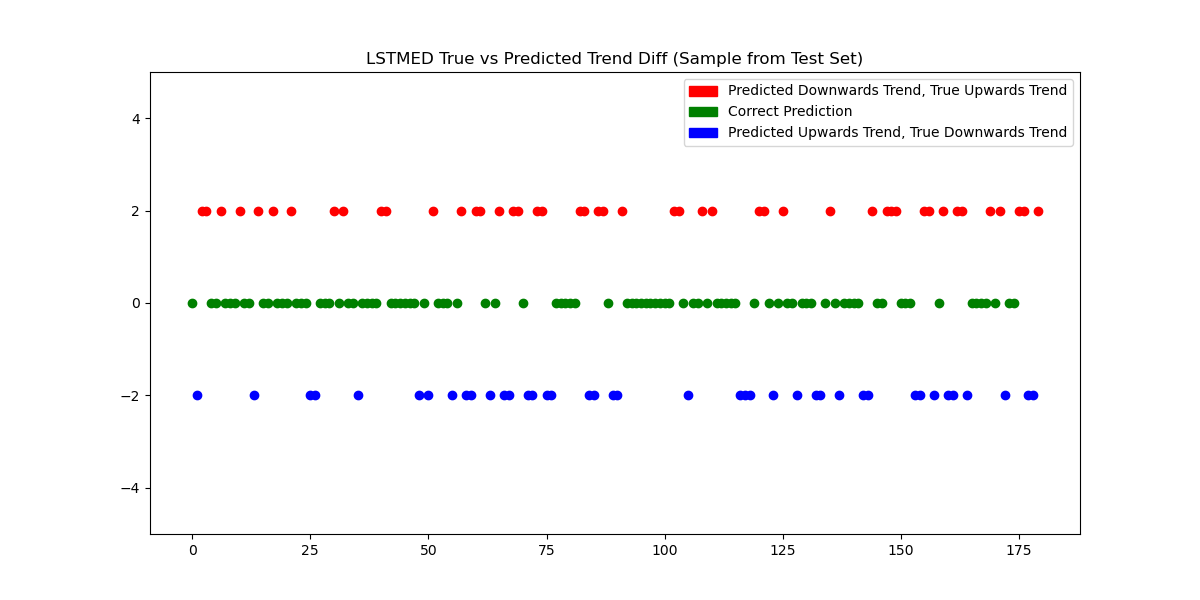 LSTMED True vs Predicted Trend Diff (Sample from Test Set)
Predicted Downwards Trend, True Upwards Trend
Correct Prediction
Predicted Upwards Trend, True Downwards Trend
4
2
0
−2
−4
0 25 50 75 100 125 150 175